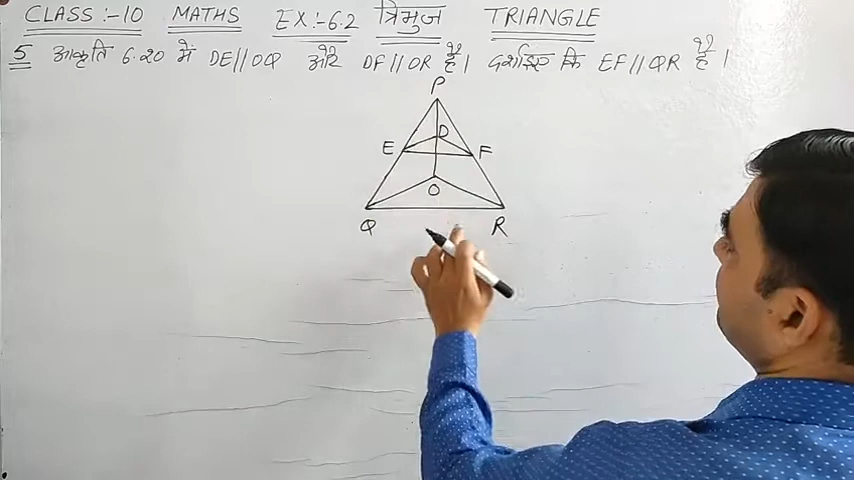 CLASS :- 10 MATHS EX :- 6.2 त्रिभुज TRIANGLE
5 आकृति 6.20 में DE||OQ और DF||OR है। दर्शाइए कि EF||QR है।
P
D
E F
O
Q R